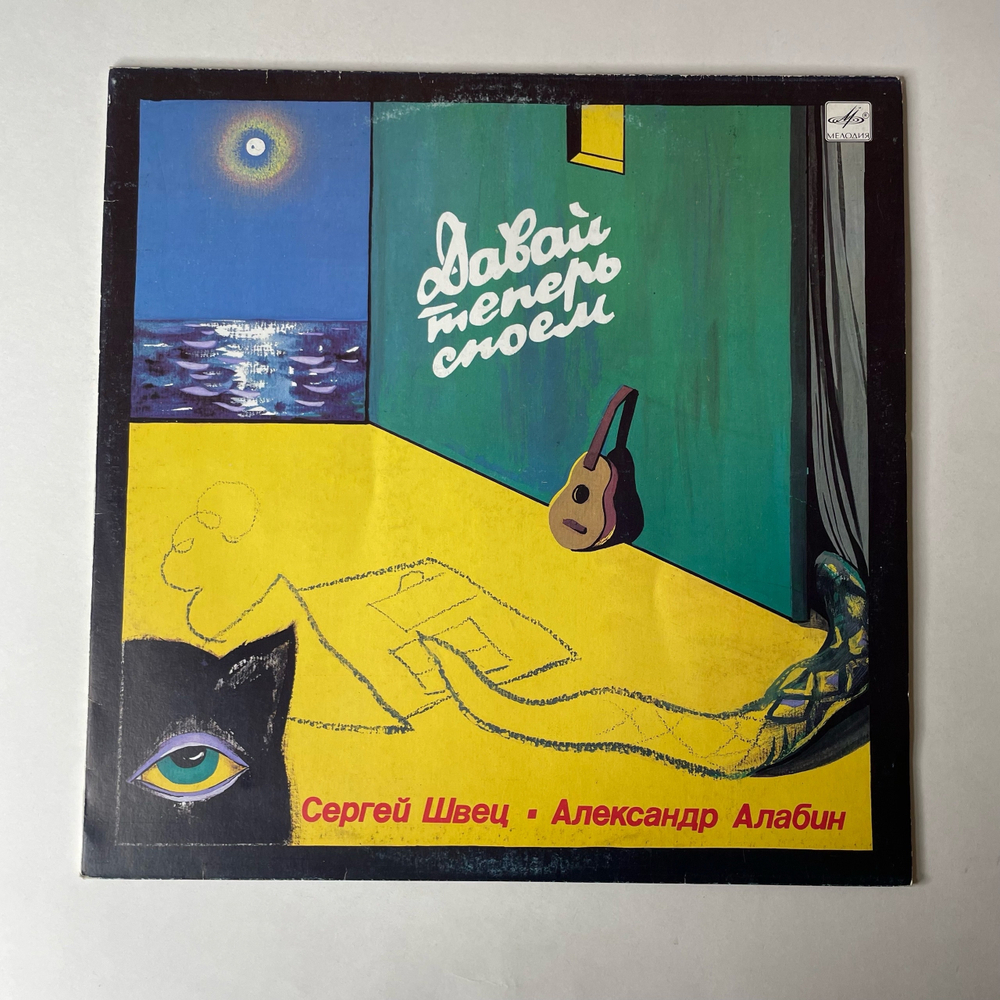 МЕЛОДИЯ
Давай
теперь
споем
Сергей Швец ▪ Александр Алабин